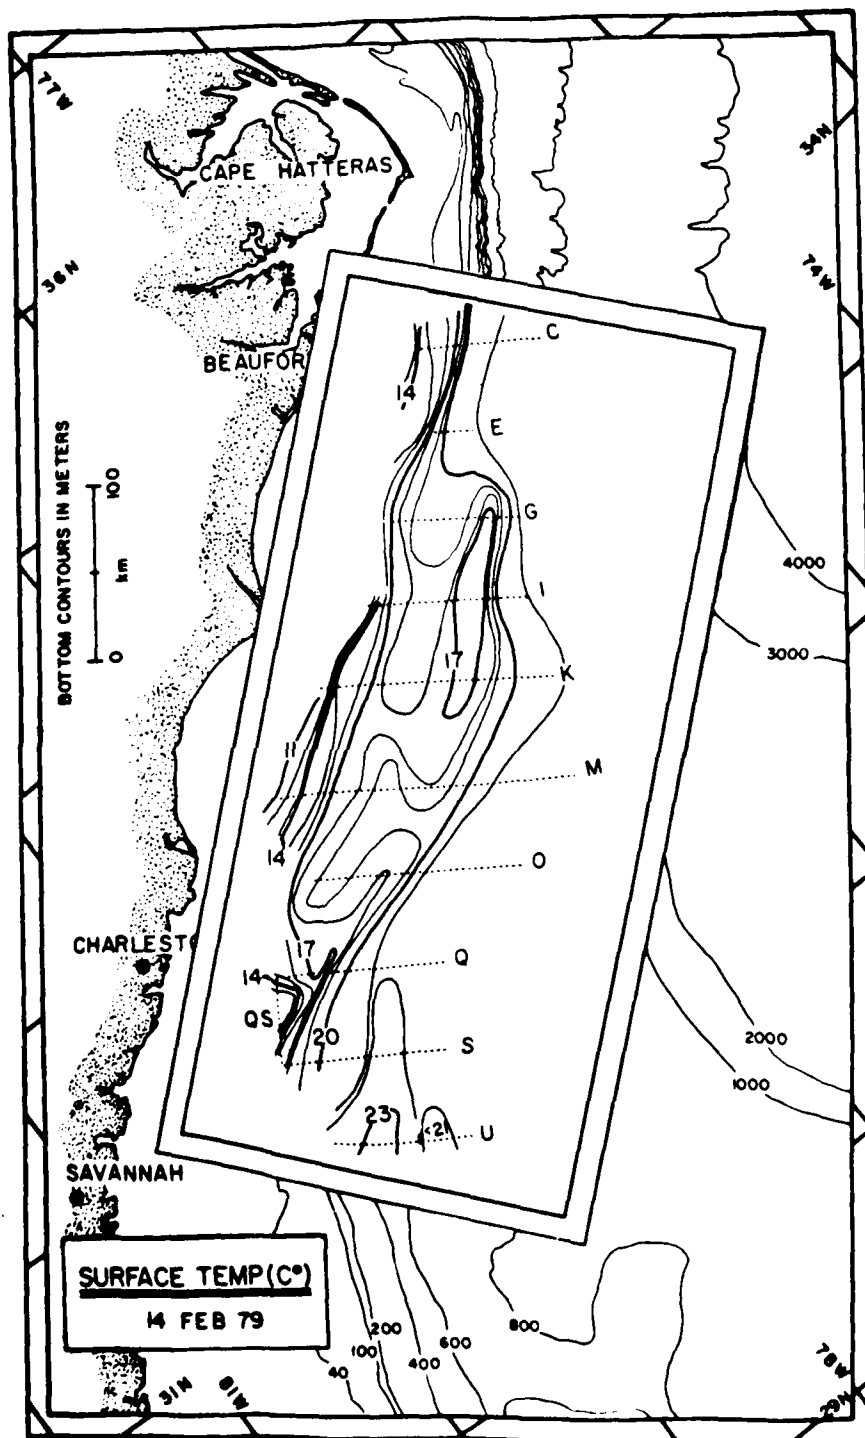 77W
34N
CAPE HATTERAS
36N
74W
C
BEAUFOR
14
E
BOTTOM CONTOURS IN METERS
100
km
0
G
4000
I
17
3000
K
11
M
14
O
CHARLEST
17
Q
14
QS
20
S
2000
1000
23
<21
U
SAVANNAH
SURFACE TEMP(C°)
14 FEB 79
200
100
40
400
600
800
31N
81W
78W
29N